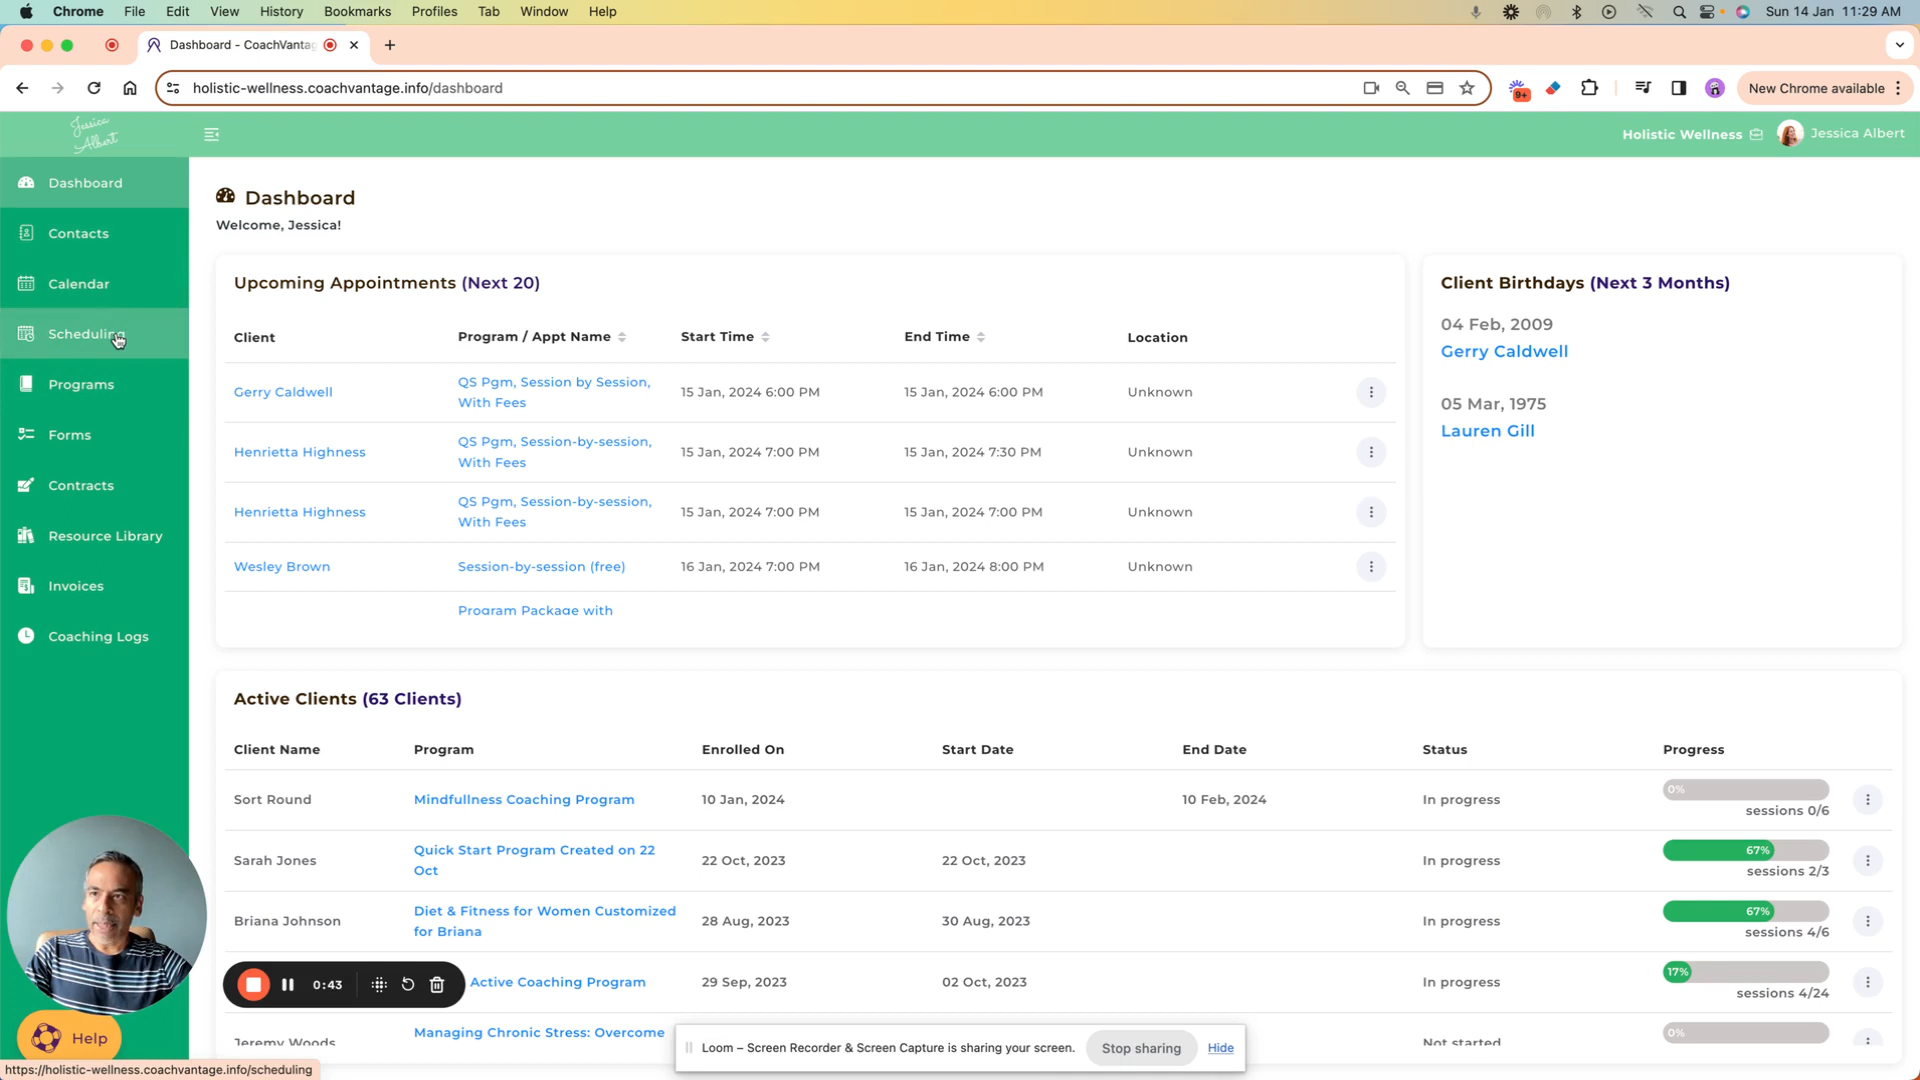 Chrome File Edit View History Bookmarks Profiles Tab Window Help Sun 14 Jan 11:29 AM
Dashboard - CoachVantag
holistic-wellness.coachvantage.info/dashboard
9+
New Chrome available
Jessica Albert
Holistic Wellness
Jessica Albert
Dashboard
Contacts
Calendar
Scheduling
Programs
Forms
Contracts
Resource Library
Invoices
Coaching Logs
Help
Dashboard
Welcome, Jessica!
Upcoming Appointments (Next 20)
Client Program / Appt Name Start Time End Time Location
Gerry Caldwell QS Pgm, Session by Session, With Fees 15 Jan, 2024 6:00 PM 15 Jan, 2024 6:00 PM Unknown
Henrietta Highness QS Pgm, Session-by-session, With Fees 15 Jan, 2024 7:00 PM 15 Jan, 2024 7:30 PM Unknown
Henrietta Highness QS Pgm, Session-by-session, With Fees 15 Jan, 2024 7:00 PM 15 Jan, 2024 7:00 PM Unknown
Wesley Brown Session-by-session (free) 16 Jan, 2024 7:00 PM 16 Jan, 2024 8:00 PM Unknown
Program Package with
Client Birthdays (Next 3 Months)
04 Feb, 2009
Gerry Caldwell
05 Mar, 1975
Lauren Gill
Active Clients (63 Clients)
Client Name Program Enrolled On Start Date End Date Status Progress
Sort Round Mindfullness Coaching Program 10 Jan, 2024 10 Feb, 2024 In progress 0% sessions 0/6
Sarah Jones Quick Start Program Created on 22 Oct 22 Oct, 2023 22 Oct, 2023 In progress 67% sessions 2/3
Briana Johnson Diet & Fitness for Women Customized for Briana 28 Aug, 2023 30 Aug, 2023 In progress 67% sessions 4/6
Active Coaching Program 29 Sep, 2023 02 Oct, 2023 In progress 17% sessions 4/24
Jeremy Woods Managing Chronic Stress: Overcome Not started 0%
0:43
Loom – Screen Recorder & Screen Capture is sharing your screen. Stop sharing Hide
https://holistic-wellness.coachvantage.info/scheduling